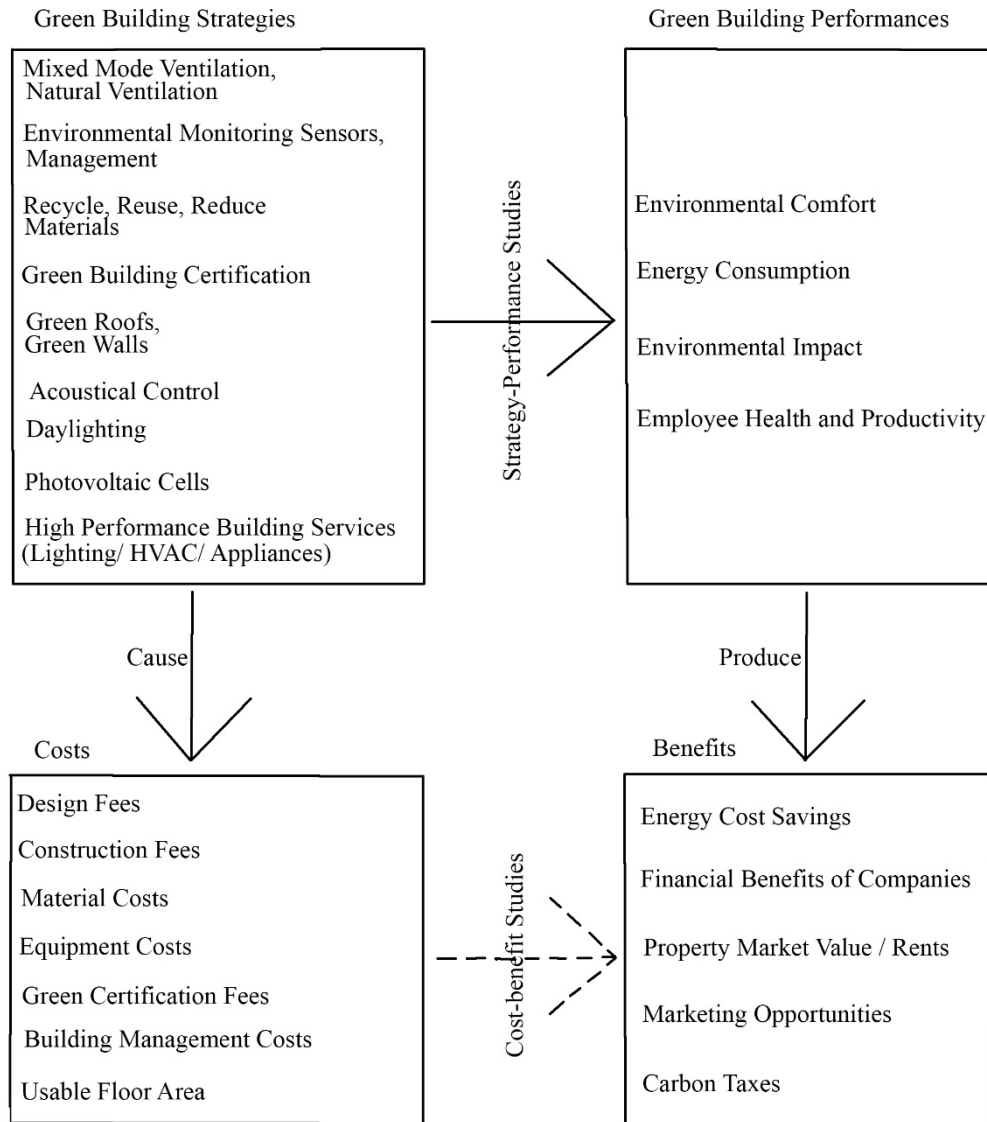 Green Building Strategies
Mixed Mode Ventilation,
Natural Ventilation
Environmental Monitoring Sensors,
Management
Recycle, Reuse, Reduce
Materials
Green Building Certification
Green Roofs,
Green Walls
Acoustical Control
Daylighting
Photovoltaic Cells
High Performance Building Services
(Lighting/ HVAC/ Appliances)
Strategy-Performance Studies
Green Building Performances
Environmental Comfort
Energy Consumption
Environmental Impact
Employee Health and Productivity
Cause
Produce
Costs
Design Fees
Construction Fees
Material Costs
Equipment Costs
Green Certification Fees
Building Management Costs
Usable Floor Area
Cost-benefit Studies
Benefits
Energy Cost Savings
Financial Benefits of Companies
Property Market Value / Rents
Marketing Opportunities
Carbon Taxes